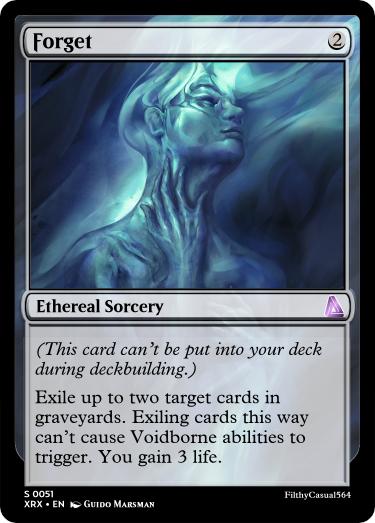 Forget 2
Ethereal Sorcery
(This card can't be put into your deck
during deckbuilding.)
Exile up to two target cards in
graveyards. Exiling cards this way
can't cause Voidborne abilities to
trigger. You gain 3 life.
S 0051
XRX • EN Guido Marsman
FilthyCasual564